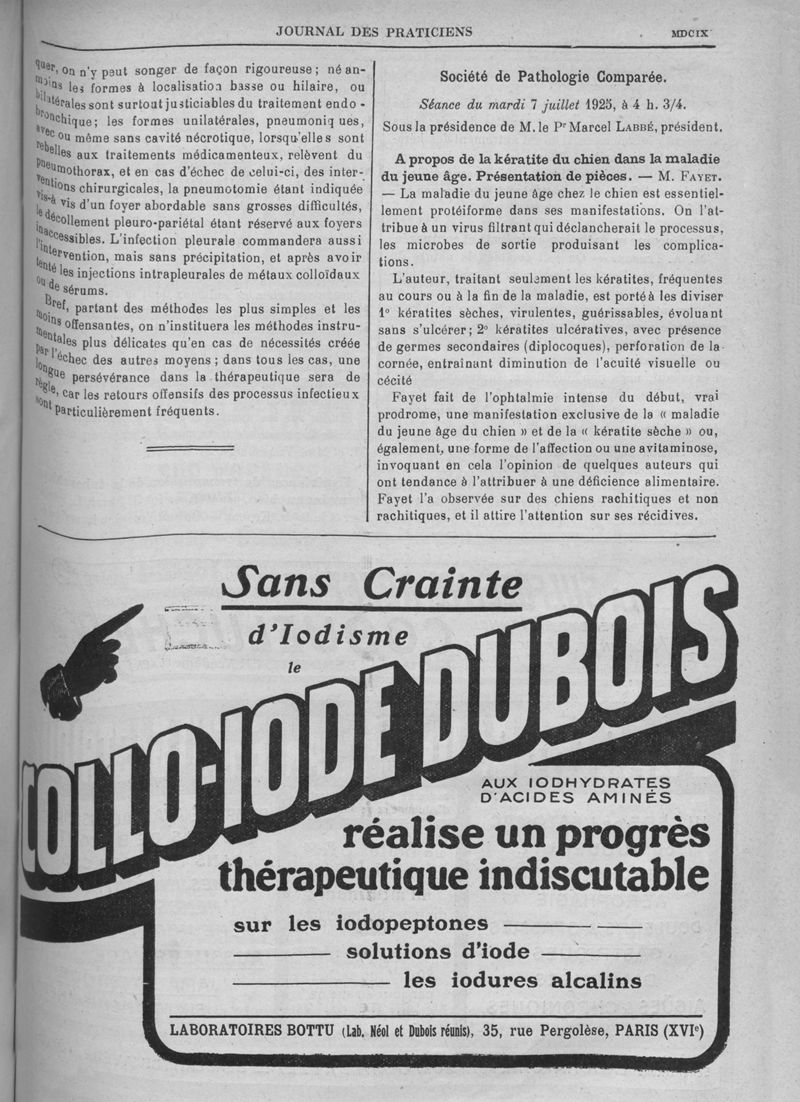 JOURNAL DES PRATICIENS
MDCIX
quer, on n'y peut songer de façon rigoureuse ; néan-
moins les formes à localisation basse ou hilaire, ou
bilatérales sont surtout justiciables du traitement endo-
bronchique ; les formes unilatérales, pneumoniques,
avec ou même sans cavité nécrotique, lorsqu'elles sont
rebelles aux traitements médicamenteux, relèvent du
pneumothorax, et en cas d'échec de celui-ci, des inter-
ventions chirurgicales, la pneumotomie étant indiquée
vis-à vis d'un foyer abordable sans grosses difficultés,
le décollement pleuro-pariétal étant réservé aux foyers
inaccessibles. L'infection pleurale commandera aussi
l'intervention, mais sans précipitation, et après avoir
tenté les injections intrapleurales de métaux colloïdaux
ou de sérums.
Bref, partant des méthodes les plus simples et les
moins offensantes, on n'instituera les méthodes instru-
mentales plus délicates qu'en cas de nécessités créée
par l'échec des autres moyens ; dans tous les cas, une
longue persévérance dans la thérapeutique sera de
règle, car les retours offensifs des processus infectieux
sont particulièrement fréquents.
Société de Pathologie Comparée.
Séance du mardi 7 juillet 1925, à 4 h. 3/4.
Sous la présidence de M. le Pr Marcel LABBÉ, président.
A propos de la kératite du chien dans la maladie
du jeune âge. Présentation de pièces. — M. FAYET.
— La maladie du jeune âge chez le chien est essentiel-
lement protéiforme dans ses manifestations. On l'at-
tribue à un virus filtrant qui déclancherait le processus,
les microbes de sortie produisant les complica-
tions.
L'auteur, traitant seulement les kératites, fréquentes
au cours ou à la fin de la maladie, est porté à les diviser
1° kératites sèches, virulentes, guérissables, évoluant
sans s'ulcérer ; 2° kératites ulcératives, avec présence
de germes secondaires (diplocoques), perforation de la
cornée, entraînant diminution de l'acuité visuelle ou
cécité
Fayet fait de l'ophtalmie intense du début, vrai
prodrome, une manifestation exclusive de la « maladie
du jeune âge du chien » et de la « kératite sèche » ou,
également, une forme de l'affection ou une avitaminose,
invoquant en cela l'opinion de quelques auteurs qui
ont tendance à l'attribuer à une déficience alimentaire.
Fayet l'a observée sur des chiens rachitiques et non
rachitiques, et il attire l'attention sur ses récidives.
Sans Crainte
d'Iodisme
le
COLLO-IODE DUBOIS
AUX IODHYDRATES
D'ACIDES AMINÉS
réalise un progrès
thérapeutique indiscutable
sur les iodopeptones
solutions d'iode
les iodures alcalins
LABORATOIRES BOTTU (Lab. Néol et Dubois réunis), 35, rue Pergolèse, PARIS (XVIe)